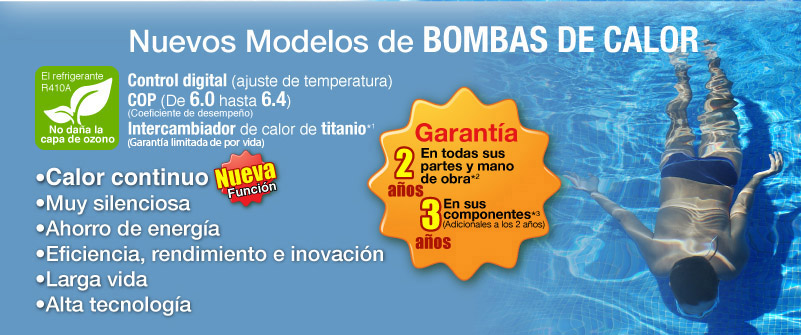 Nuevos Modelos de BOMBAS DE CALOR
El refrigerante
R410A
No daña la
capa de ozono
Control digital (ajuste de temperatura)
COP (De 6.0 hasta 6.4)
(Coeficiente de desempeño)
Intercambiador de calor de titanio*1
(Garantía limitada de por vida)
•Calor continuo
Nueva
Función
•Muy silenciosa
•Ahorro de energía
•Eficiencia, rendimiento e inovación
•Larga vida
•Alta tecnología
Garantía
2 años
En todas sus
partes y mano
de obra*2
3 años
En sus
componentes*3
(Adicionales a los 2 años)